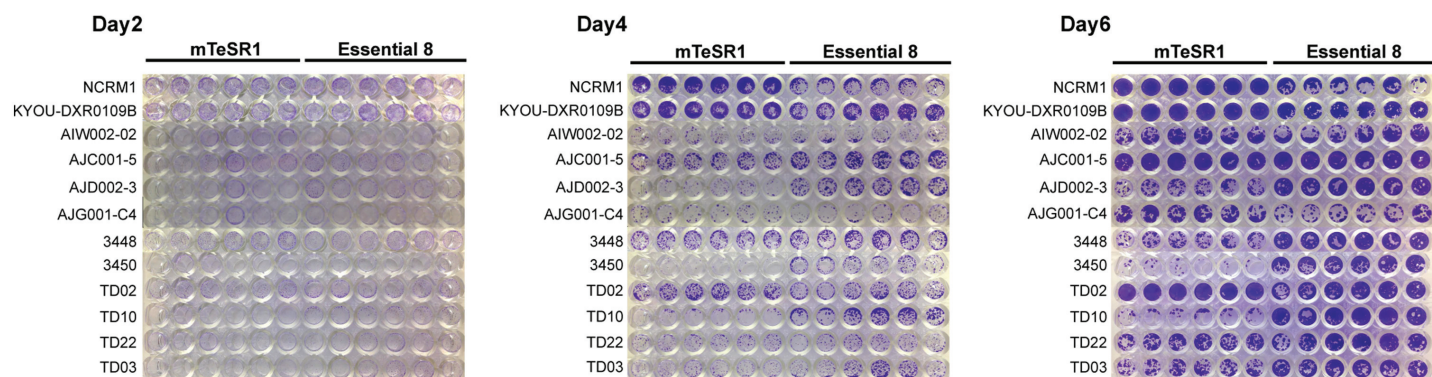 Day2
mTeSR1 Essential 8
NCRM1
KYOU-DXR0109B
AIW002-02
AJC001-5
AJD002-3
AJG001-C4
3448
3450
TD02
TD10
TD22
TD03
Day4
mTeSR1 Essential 8
NCRM1
KYOU-DXR0109B
AIW002-02
AJC001-5
AJD002-3
AJG001-C4
3448
3450
TD02
TD10
TD22
TD03
Day6
mTeSR1 Essential 8
NCRM1
KYOU-DXR0109B
AIW002-02
AJC001-5
AJD002-3
AJG001-C4
3448
3450
TD02
TD10
TD22
TD03